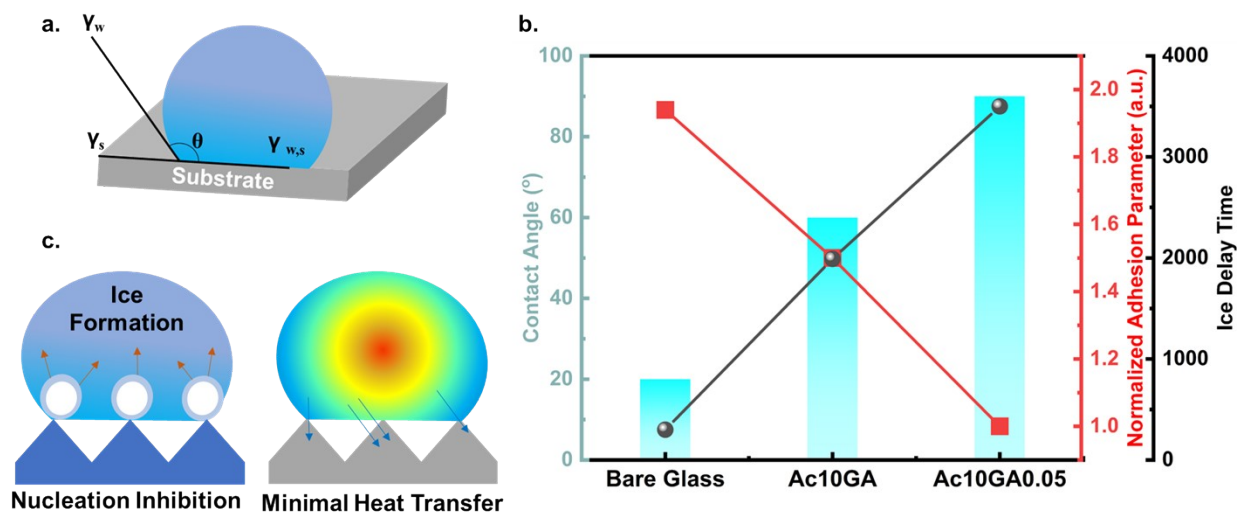 a.
γw
γs
θ
γ w,s
Substrate
b.
Contact Angle (°)
100
80
60
40
20
0
2.0
1.8
1.6
1.4
1.2
1.0
Normalized Adhesion Parameter (a.u.)
4000
3000
2000
1000
0
Ice Delay Time
Bare Glass
Ac10GA
Ac10GA0.05
c.
Ice
Formation
Nucleation Inhibition
Minimal Heat Transfer